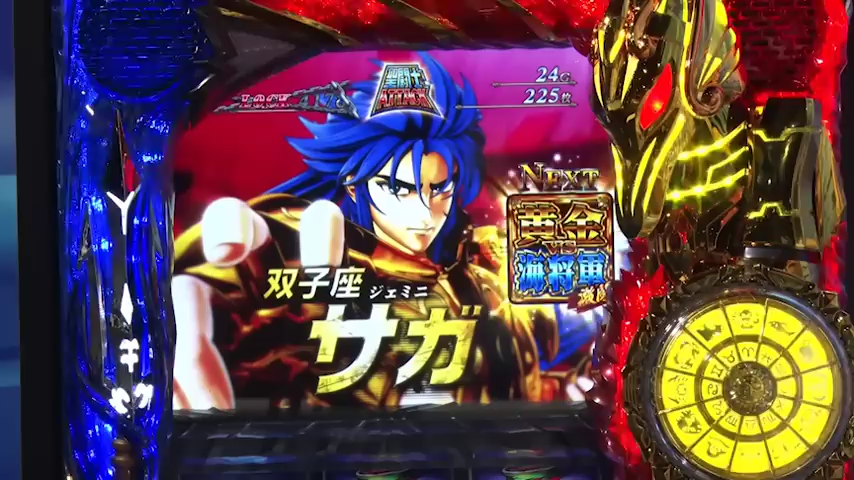 聖闘士
ATTACK
24G
225枚
NEXT
黄金
VS
海将軍
双子座 ジェミニ
サガ